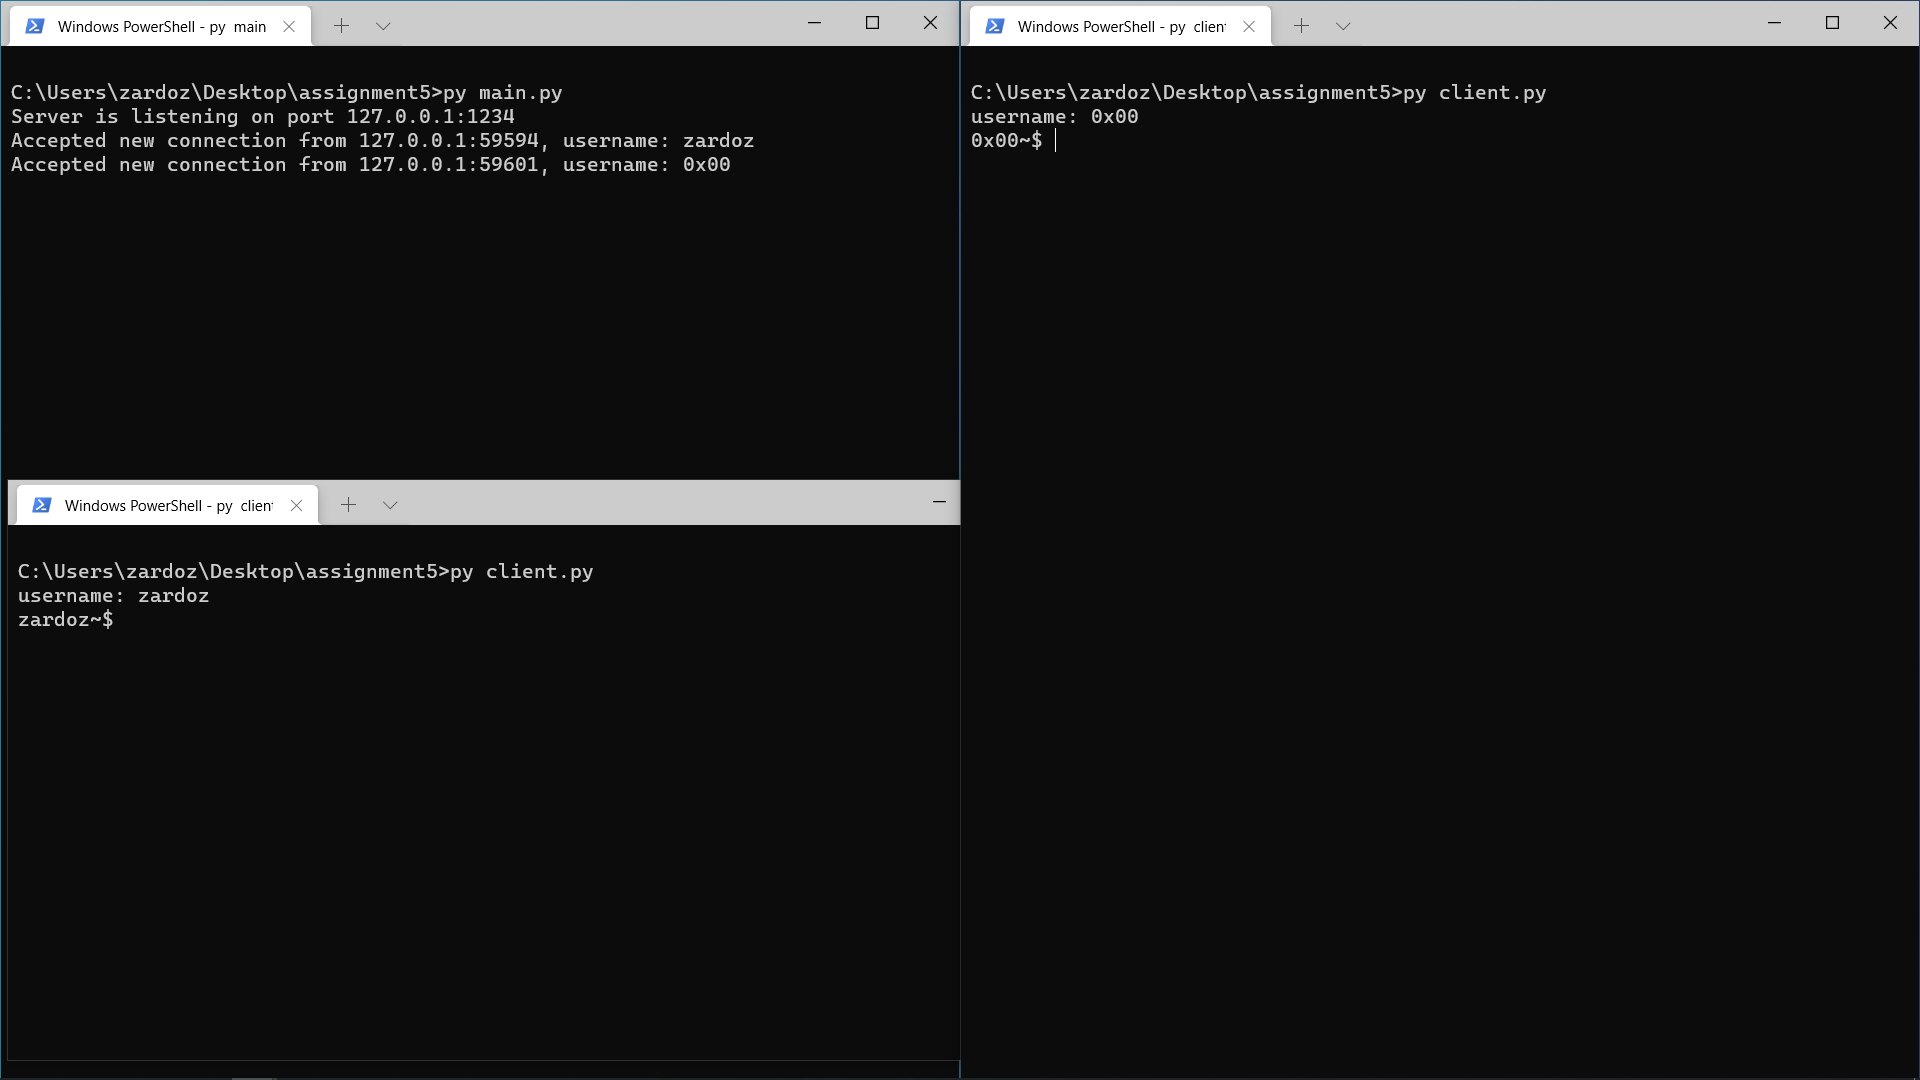 Windows PowerShell - py  main
C:\Users\zardoz\Desktop\assignment5>py main.py
Server is listening on port 127.0.0.1:1234
Accepted new connection from 127.0.0.1:59594, username: zardoz
Accepted new connection from 127.0.0.1:59601, username: 0x00
Windows PowerShell - py  client
C:\Users\zardoz\Desktop\assignment5>py client.py
username: zardoz
zardoz~$
Windows PowerShell - py  client
C:\Users\zardoz\Desktop\assignment5>py client.py
username: 0x00
0x00~$